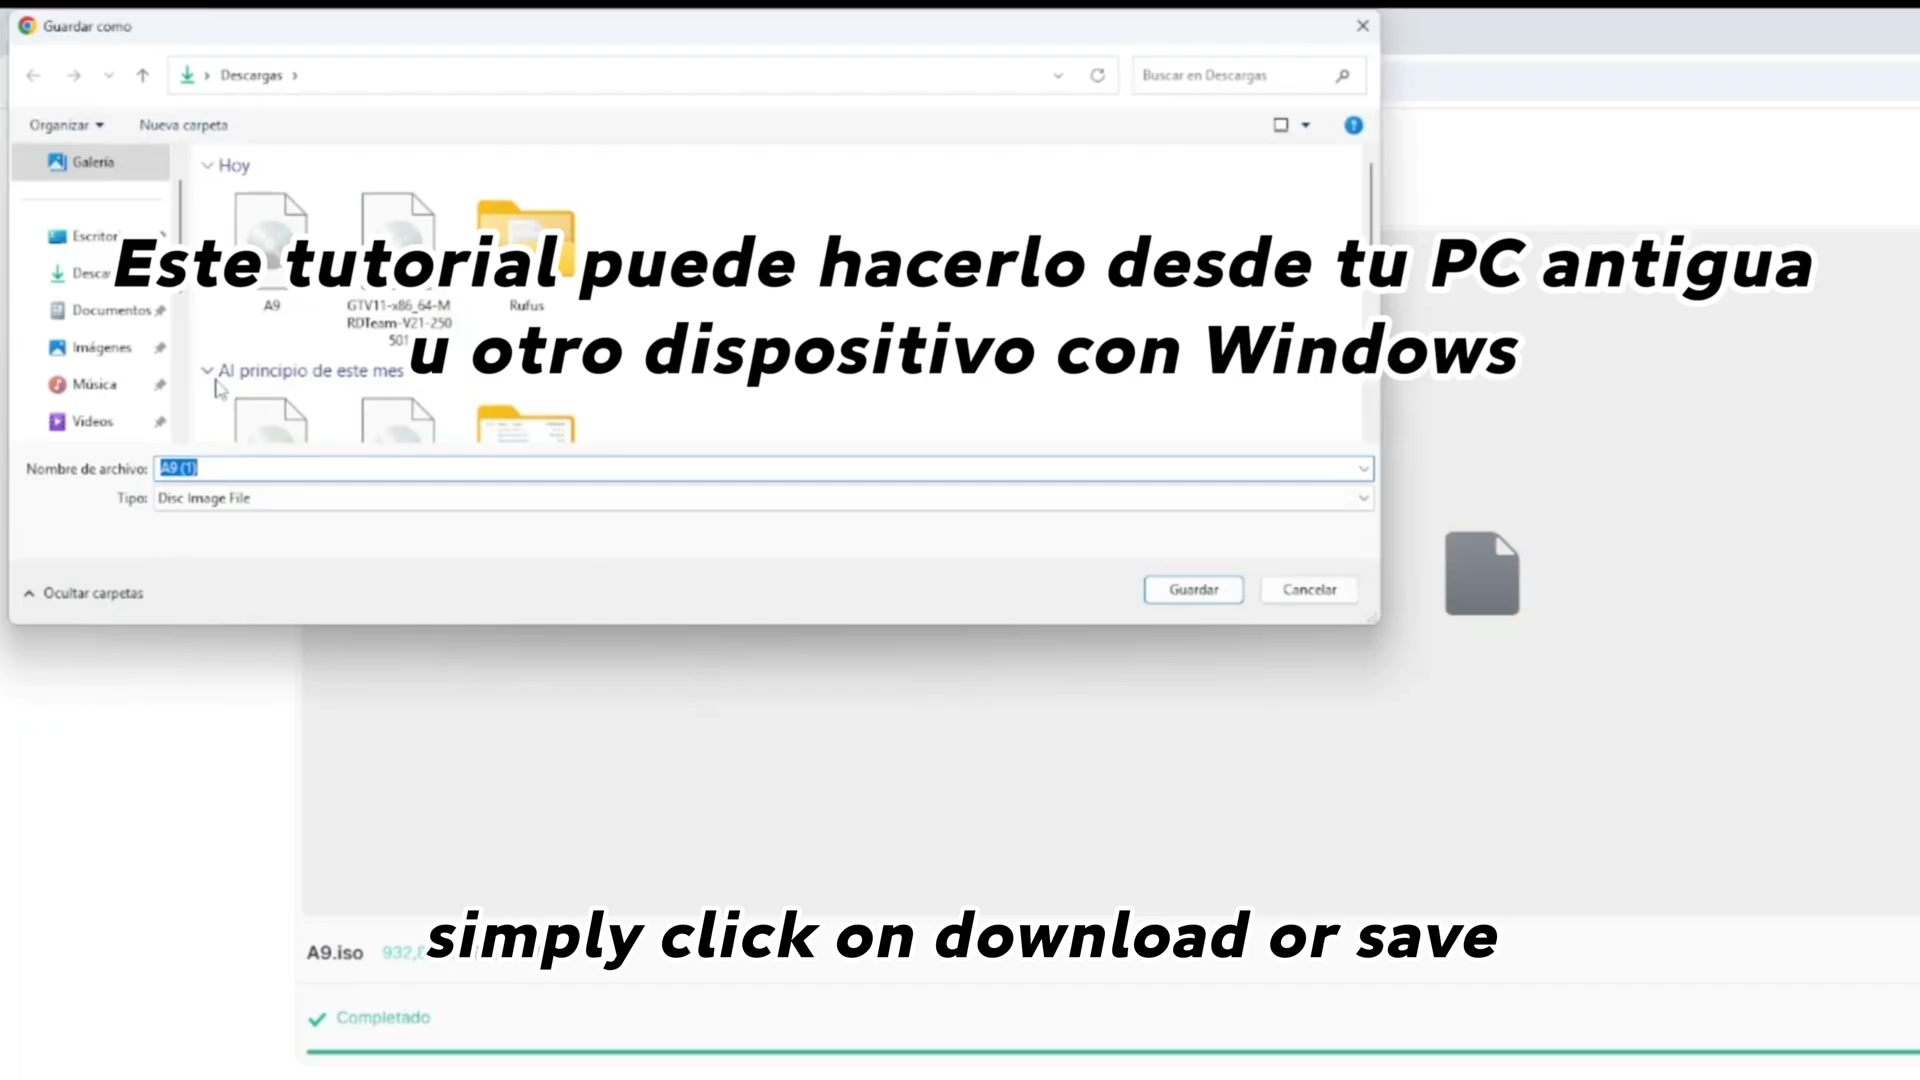 Guardar como
Descargas
Buscar en Descargas
Organizar
Nueva carpeta
Galería
Hoy
Escritor
Desca
Documentos
Imágenes
Música
Videos
A9
GTV11-x86_64-M
RDTeam-V21-250
501
Rufus
Este tutorial puede hacerlo desde tu PC antigua
u otro dispositivo con Windows
Al principio de este mes
Nombre de archivo: A9 (1)
Tipo: Disc Image File
Ocultar carpetas
Guardar
Cancelar
simply click on download or save
A9.iso
Completado